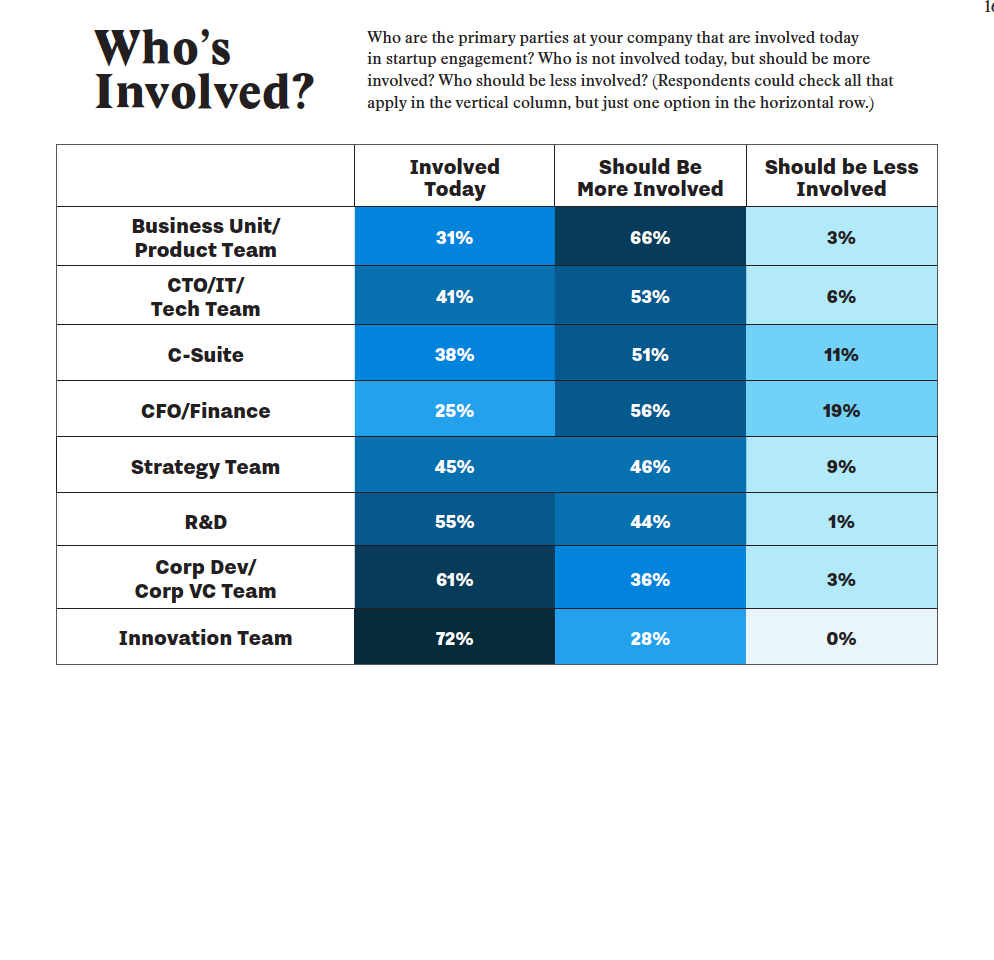 16
Who's
Involved?
Who are the primary parties at your company that are involved today
in startup engagement? Who is not involved today, but should be more
involved? Who should be less involved? (Respondents could check all that
apply in the vertical column, but just one option in the horizontal row.)
Involved
Today
Should Be
More Involved
Should be Less
Involved
Business Unit/
Product Team
31%
66%
3%
CTO/IT/
Tech Team
41%
53%
6%
C-Suite
38%
51%
11%
CFO/Finance
25%
56%
19%
Strategy Team
45%
46%
9%
R&D
55%
44%
1%
Corp Dev/
Corp VC Team
61%
36%
3%
Innovation Team
72%
28%
0%